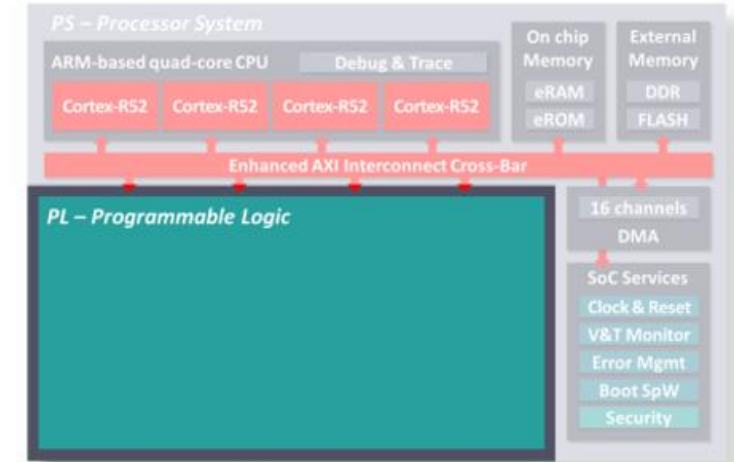 PS – Processor System
ARM-based quad-core CPU
Debug & Trace
Cortex-R52
Cortex-R52
Cortex-R52
Cortex-R52
On chip
Memory
eRAM
eROM
External
Memory
DDR
FLASH
Enhanced AXI Interconnect Cross-Bar
PL – Programmable Logic
16 channels
DMA
SoC Services
Clock & Reset
V&T Monitor
Error Mgmt
Boot SpW
Security